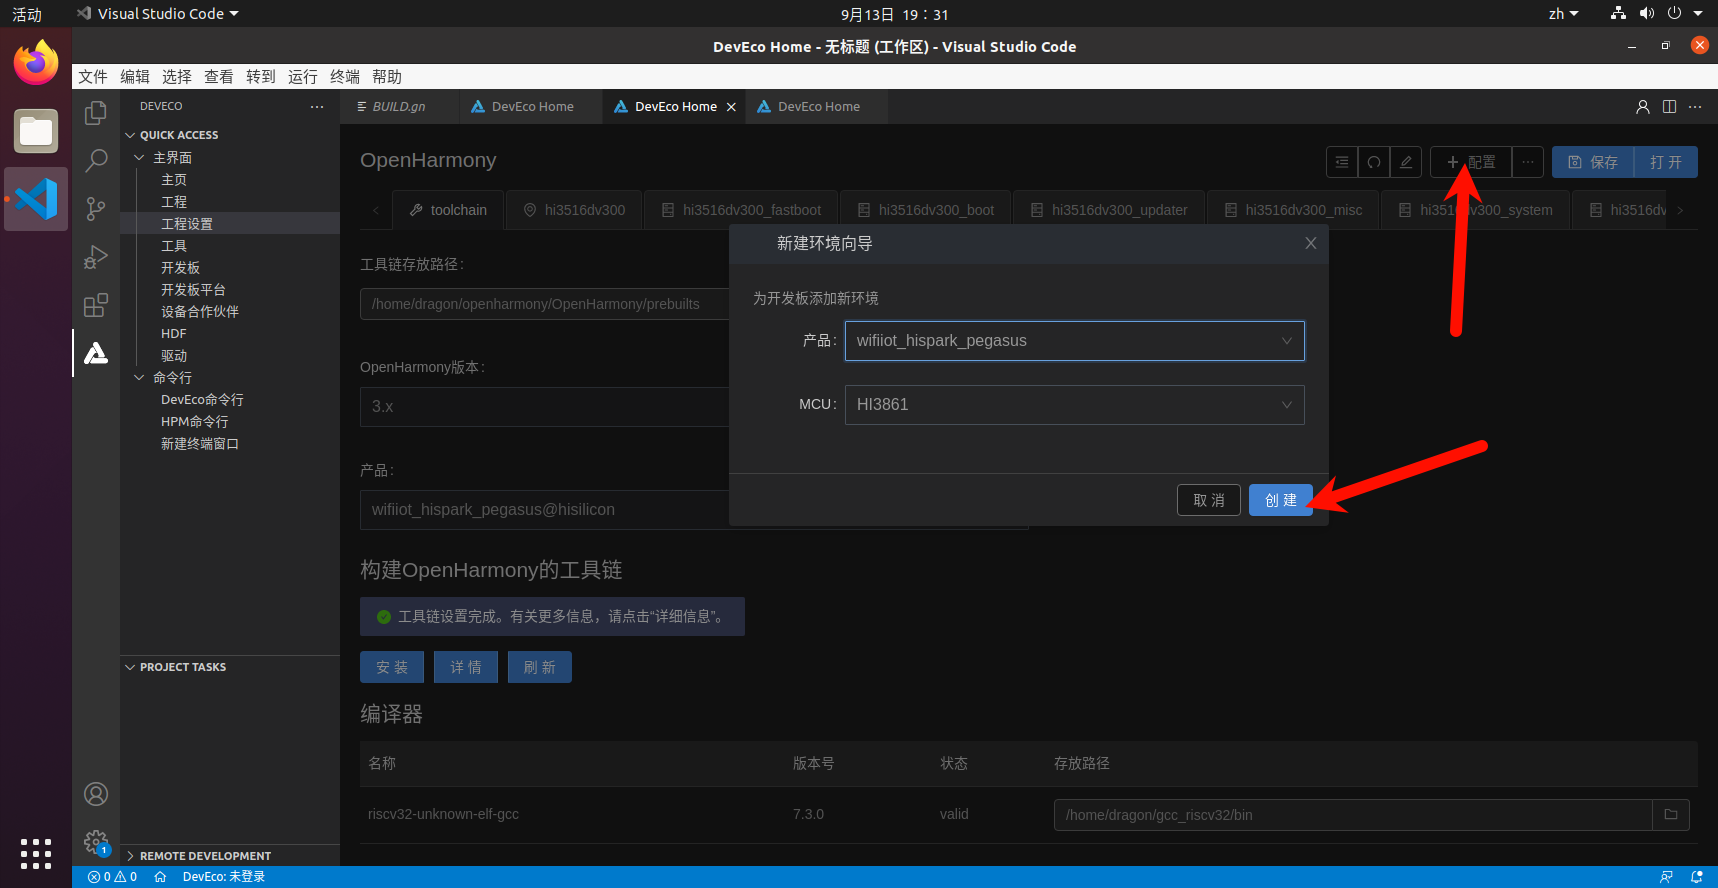 活动
Visual Studio Code
9月13日 19：31
zh
DevEco Home - 无标题 (工作区) - Visual Studio Code
文件 编辑 选择 查看 转到 运行 终端 帮助
DEVECO
BUILD.gn
DevEco Home
DevEco Home
DevEco Home
QUICK ACCESS
主界面
主页
工程
工程设置
工具
开发板
开发板平台
设备合作伙伴
HDF
驱动
命令行
DevEco命令行
HPM命令行
新建终端窗口
PROJECT TASKS
REMOTE DEVELOPMENT
OpenHarmony
配置
保存
打 开
toolchain
hi3516dv300
hi3516dv300_fastboot
hi3516dv300_boot
hi3516dv300_updater
hi3516dv300_misc
hi3516dv300_system
hi3516dv
工具链存放路径：
/home/dragon/openharmony/OpenHarmony/prebuilts
OpenHarmony版本：
3.x
产品：
wifiiot_hispark_pegasus@hisilicon
新建环境向导
为开发板添加新环境
产品：
wifiiot_hispark_pegasus
MCU：
HI3861
取 消
创 建
构建OpenHarmony的工具链
工具链设置完成。有关更多信息，请点击“详细信息”。
安 装
详 情
刷 新
编译器
名称 版本号 状态 存放路径
riscv32-unknown-elf-gcc 7.3.0 valid /home/dragon/gcc_riscv32/bin
1
0 0
DevEco: 未登录